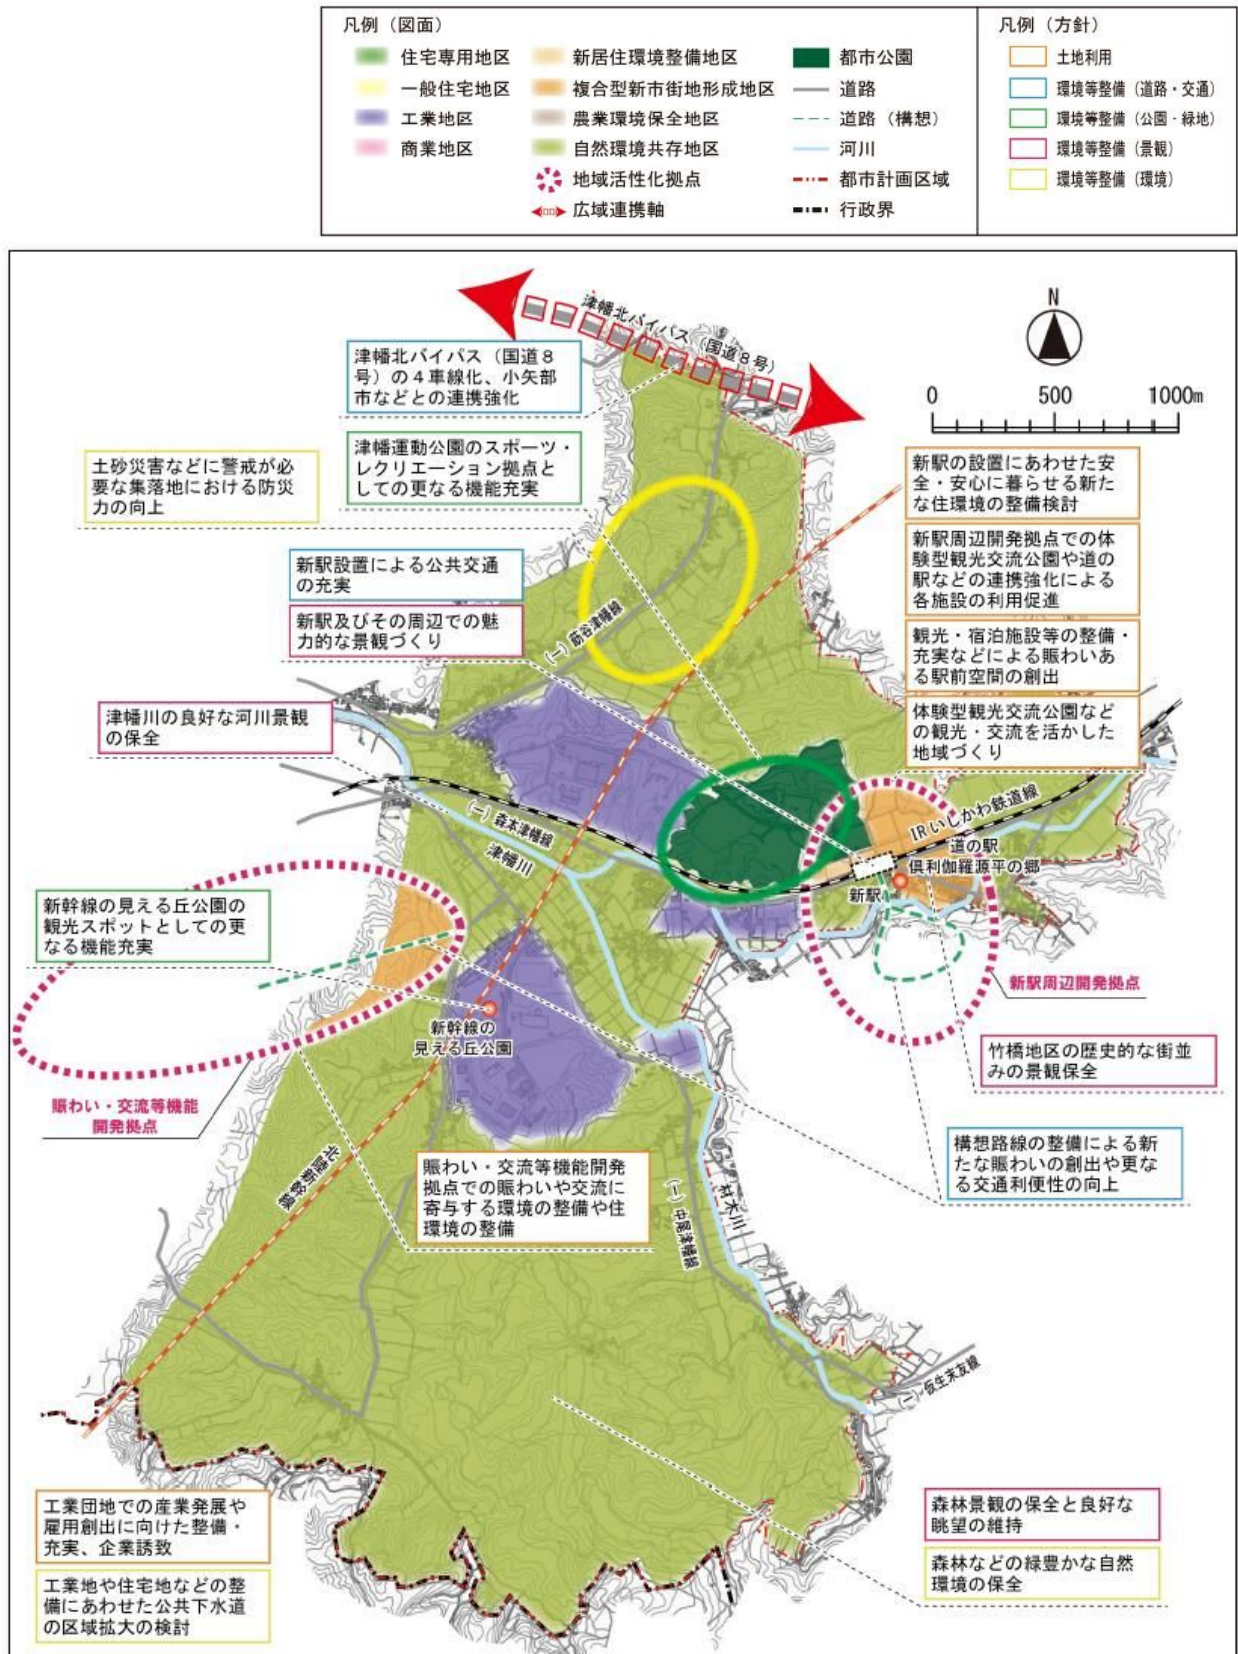 凡例（図面）
住宅専用地区
一般住宅地区
工業地区
商業地区
新居住環境整備地区
複合型新市街地形成地区
農業環境保全地区
自然環境共存地区
地域活性化拠点
広域連携軸
都市公園
道路
道路（構想）
河川
都市計画区域
行政界
凡例（方針）
土地利用
環境等整備（道路・交通）
環境等整備（公園・緑地）
環境等整備（景観）
環境等整備（環境）
N
0 500 1000m
津幡北バイパス（国道8号）
津幡北バイパス（国道８
号）の４車線化、小矢部
市などとの連携強化
津幡運動公園のスポーツ・
レクリエーション拠点と
しての更なる機能充実
土砂災害などに警戒が必
要な集落地における防災
力の向上
新駅設置による公共交通
の充実
新駅及びその周辺での魅
力的な景観づくり
津幡川の良好な河川景観
の保全
新駅の設置にあわせた安
全・安心に暮らせる新た
な住環境の整備検討
新駅周辺開発拠点での体
験型観光交流公園や道の
駅などの連携強化による
各施設の利用促進
観光・宿泊施設等の整備・
充実などによる賑わいあ
る駅前空間の創出
体験型観光交流公園など
の観光・交流を活かした
地域づくり
(一)莇谷津幡線
(一)森本津幡線
津幡川
IRいしかわ鉄道線
道の駅
倶利伽羅源平の郷
新駅
新幹線の見える丘公園の
観光スポットとしての更
なる機能充実
新幹線の
見える丘公園
新駅周辺開発拠点
竹橋地区の歴史的な街並
みの景観保全
賑わい・交流等機能
開発拠点
北陸新幹線
賑わい・交流等機能開発
拠点での賑わいや交流に
寄与する環境の整備や住
環境の整備
構想路線の整備による新
たな賑わいの創出や更な
る交通利便性の向上
(一)中尾津幡線
材木川
(一)仮生末友線
工業団地での産業発展や
雇用創出に向けた整備・
充実、企業誘致
工業地や住宅地などの整
備にあわせた公共下水道
の区域拡大の検討
森林景観の保全と良好な
眺望の維持
森林などの緑豊かな自然
環境の保全